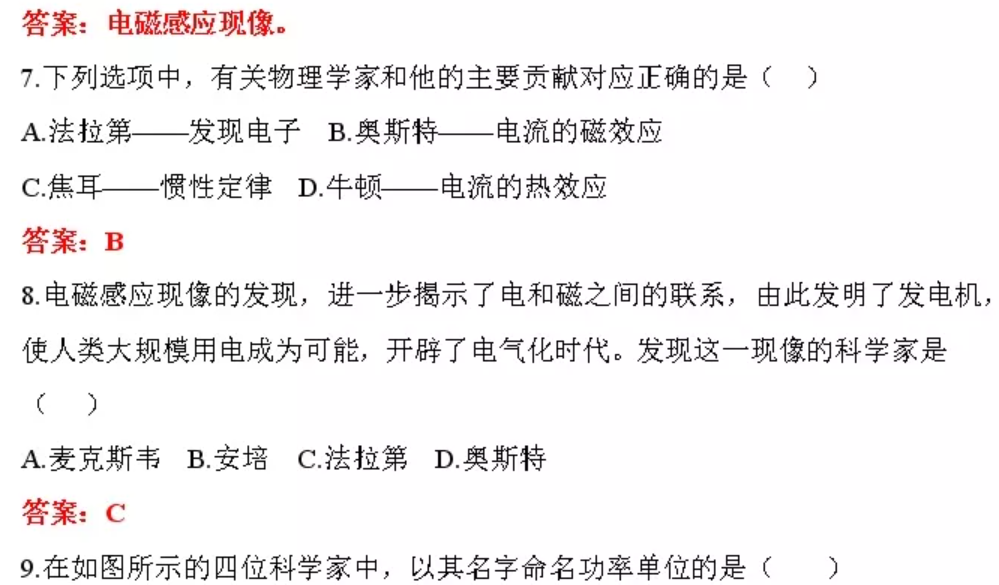 答案：电磁感应现像。
7.下列选项中，有关物理学家和他的主要贡献对应正确的是（ ）
A.法拉第——发现电子 B.奥斯特——电流的磁效应
C.焦耳——惯性定律 D.牛顿——电流的热效应
答案：B
8.电磁感应现像的发现，进一步揭示了电和磁之间的联系，由此发明了发电机，
使人类大规模用电成为可能，开辟了电气化时代。发现这一现像的科学家是
（ ）
A.麦克斯韦 B.安培 C.法拉第 D.奥斯特
答案：C
9.在如图所示的四位科学家中，以其名字命名功率单位的是（ ）